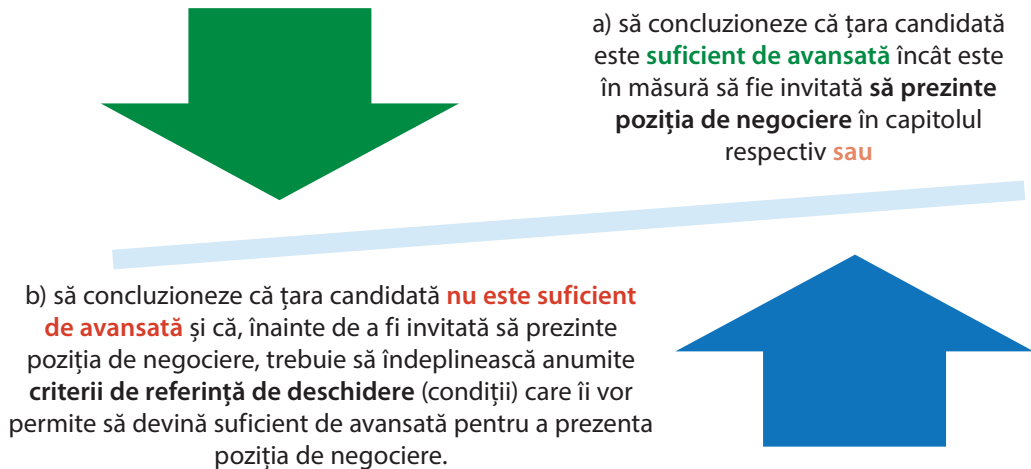 a) să concluzioneze că țara candidată
este suficient de avansată încât este
în măsură să fie invitată să prezinte
poziția de negociere în capitolul
respectiv sau
b) să concluzioneze că țara candidată nu este suficient
de avansată și că, înainte de a fi invitată să prezinte
poziția de negociere, trebuie să îndeplinească anumite
criterii de referință de deschidere (condiții) care îi vor
permite să devină suficient de avansată pentru a prezenta
poziția de negociere.